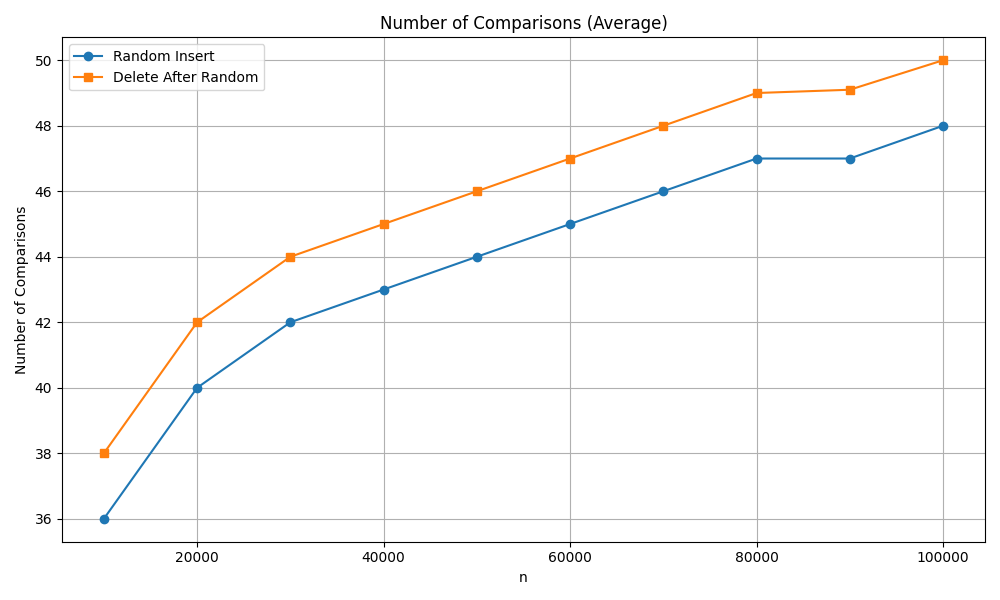 Number of Comparisons (Average)
Random Insert
Delete After Random
Number of Comparisons
50
48
46
44
42
40
38
36
20000
40000
60000
80000
100000
n